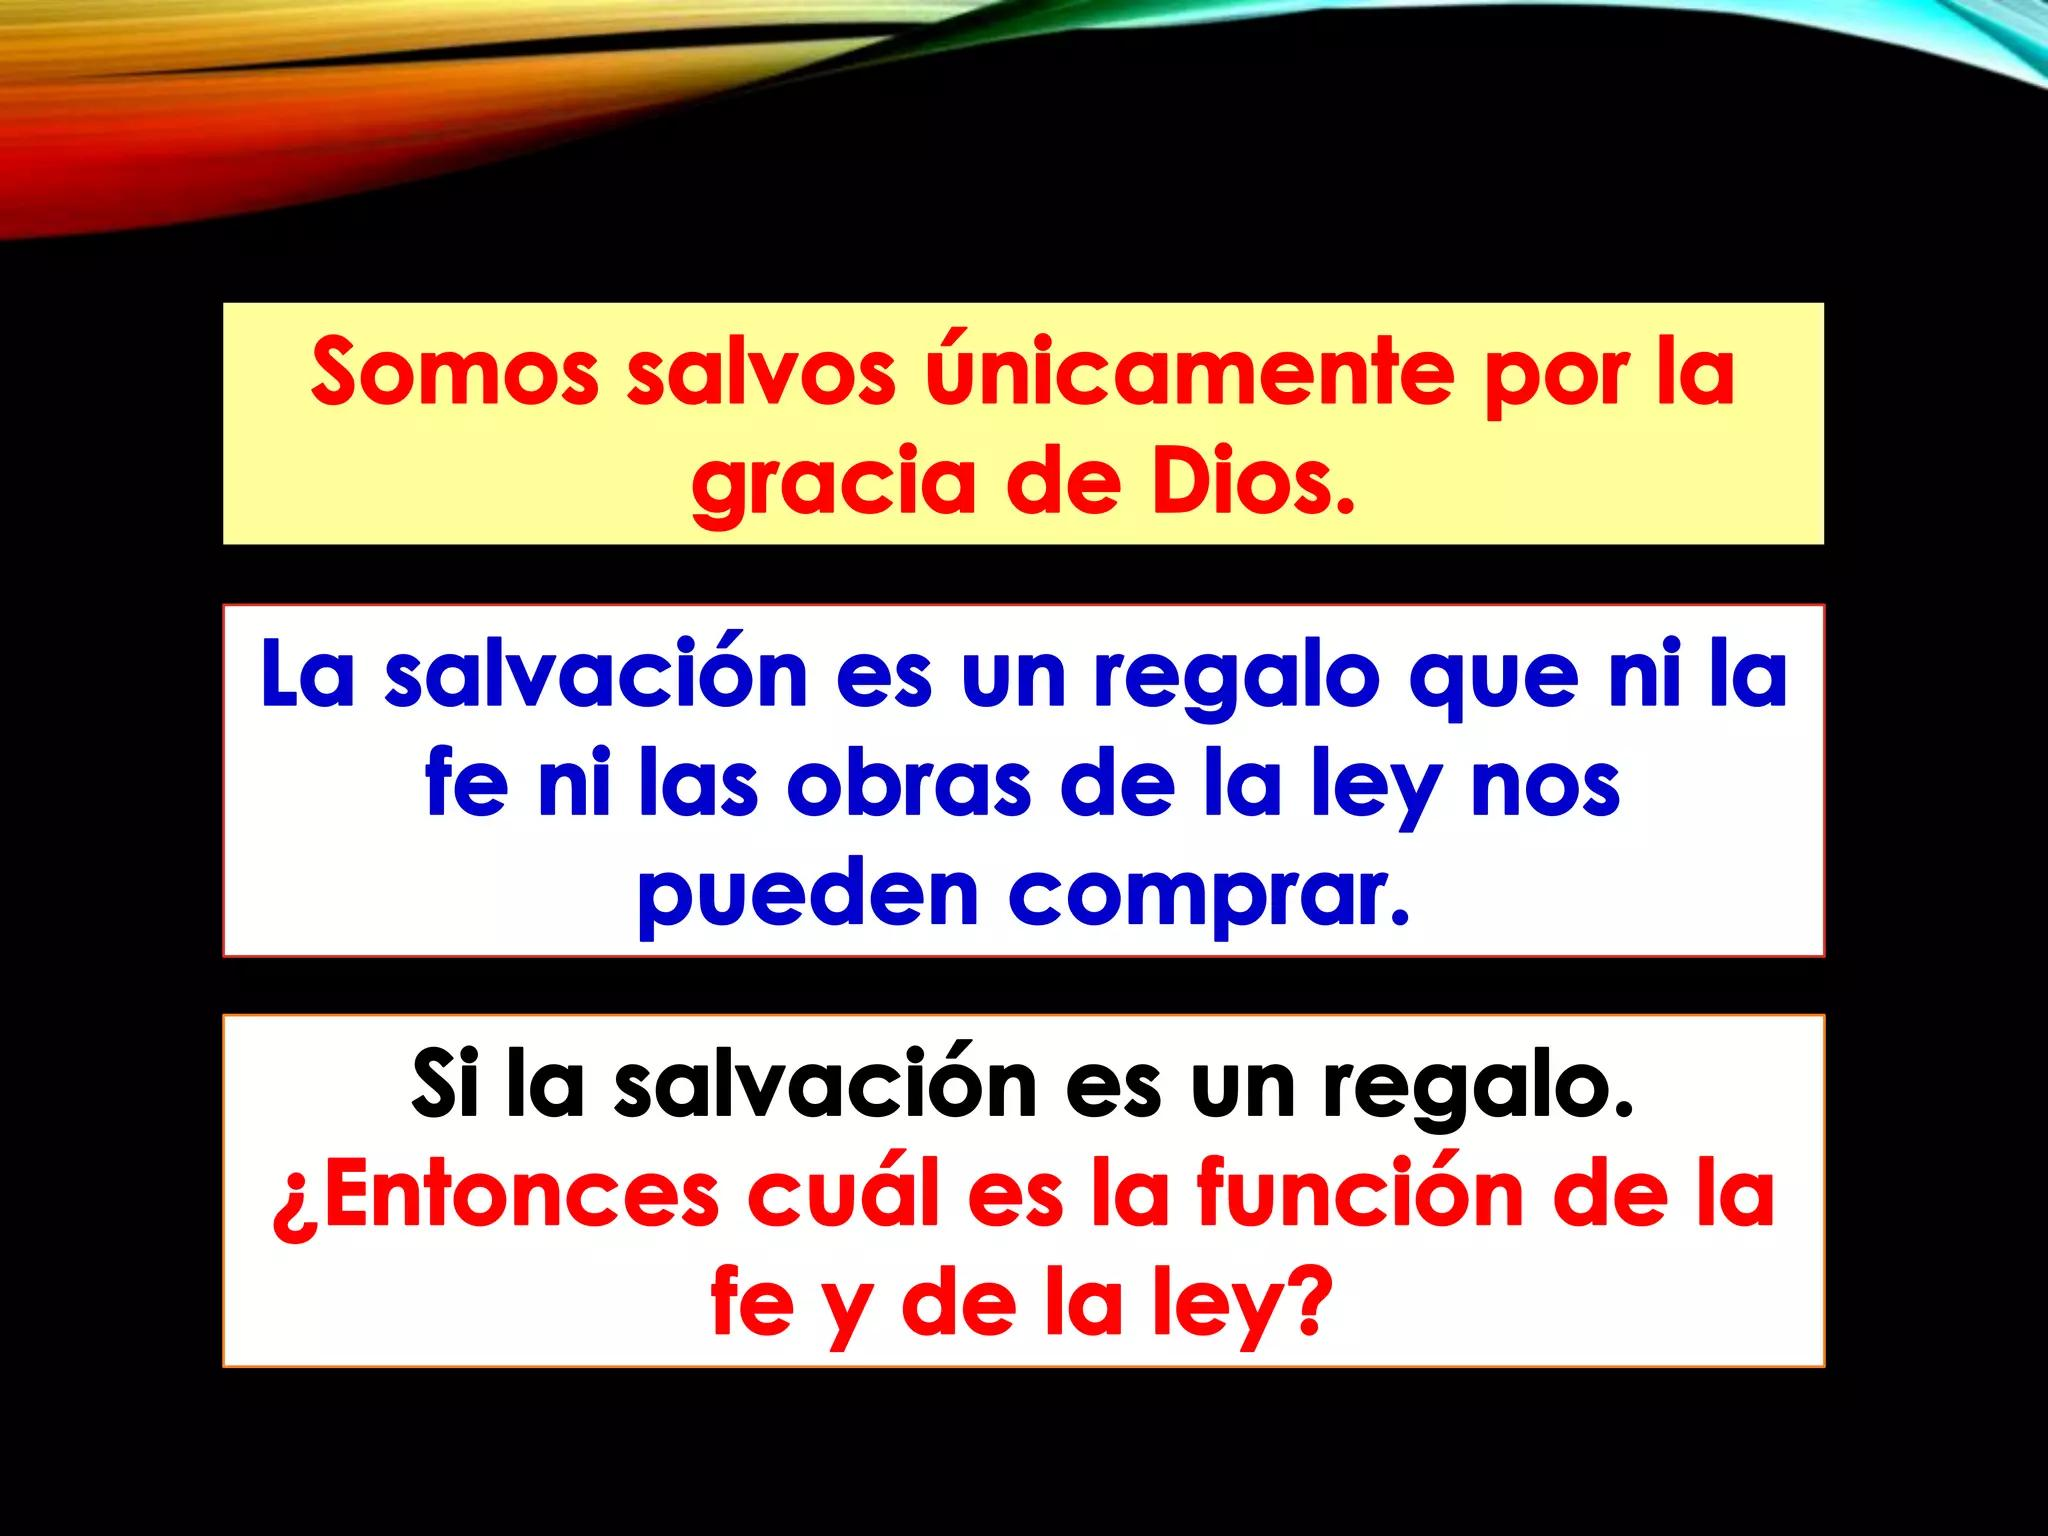 Somos salvos únicamente por la
gracia de Dios.
La salvación es un regalo que ni la
fe ni las obras de la ley nos
pueden comprar.
Si la salvación es un regalo.
¿Entonces cuál es la función de la
fe y de la ley?